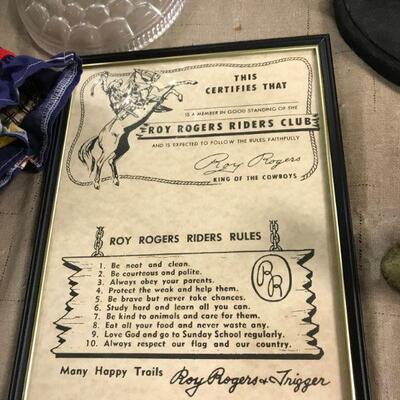 THIS
CERTIFIES THAT
IS A MEMBER IN GOOD STANDING OF THE
ROY ROGERS RIDERS CLUB
AND IS EXPECTED TO FOLLOW THE RULES FAITHFULLY
Roy Rogers
KING OF THE COWBOYS
ROY ROGERS RIDERS RULES
1. Be neat and clean.
2. Be courteous and polite.
3. Always obey your parents.
4. Protect the weak and help them.
5. Be brave but never take chances.
6. Study hard and learn all you can.
7. Be kind to animals and care for them.
8. Eat all your food and never waste any.
9. Love God and go to Sunday School regularly.
10. Always respect our flag and our country.
RR
Many Happy Trails Roy Rogers & Trigger